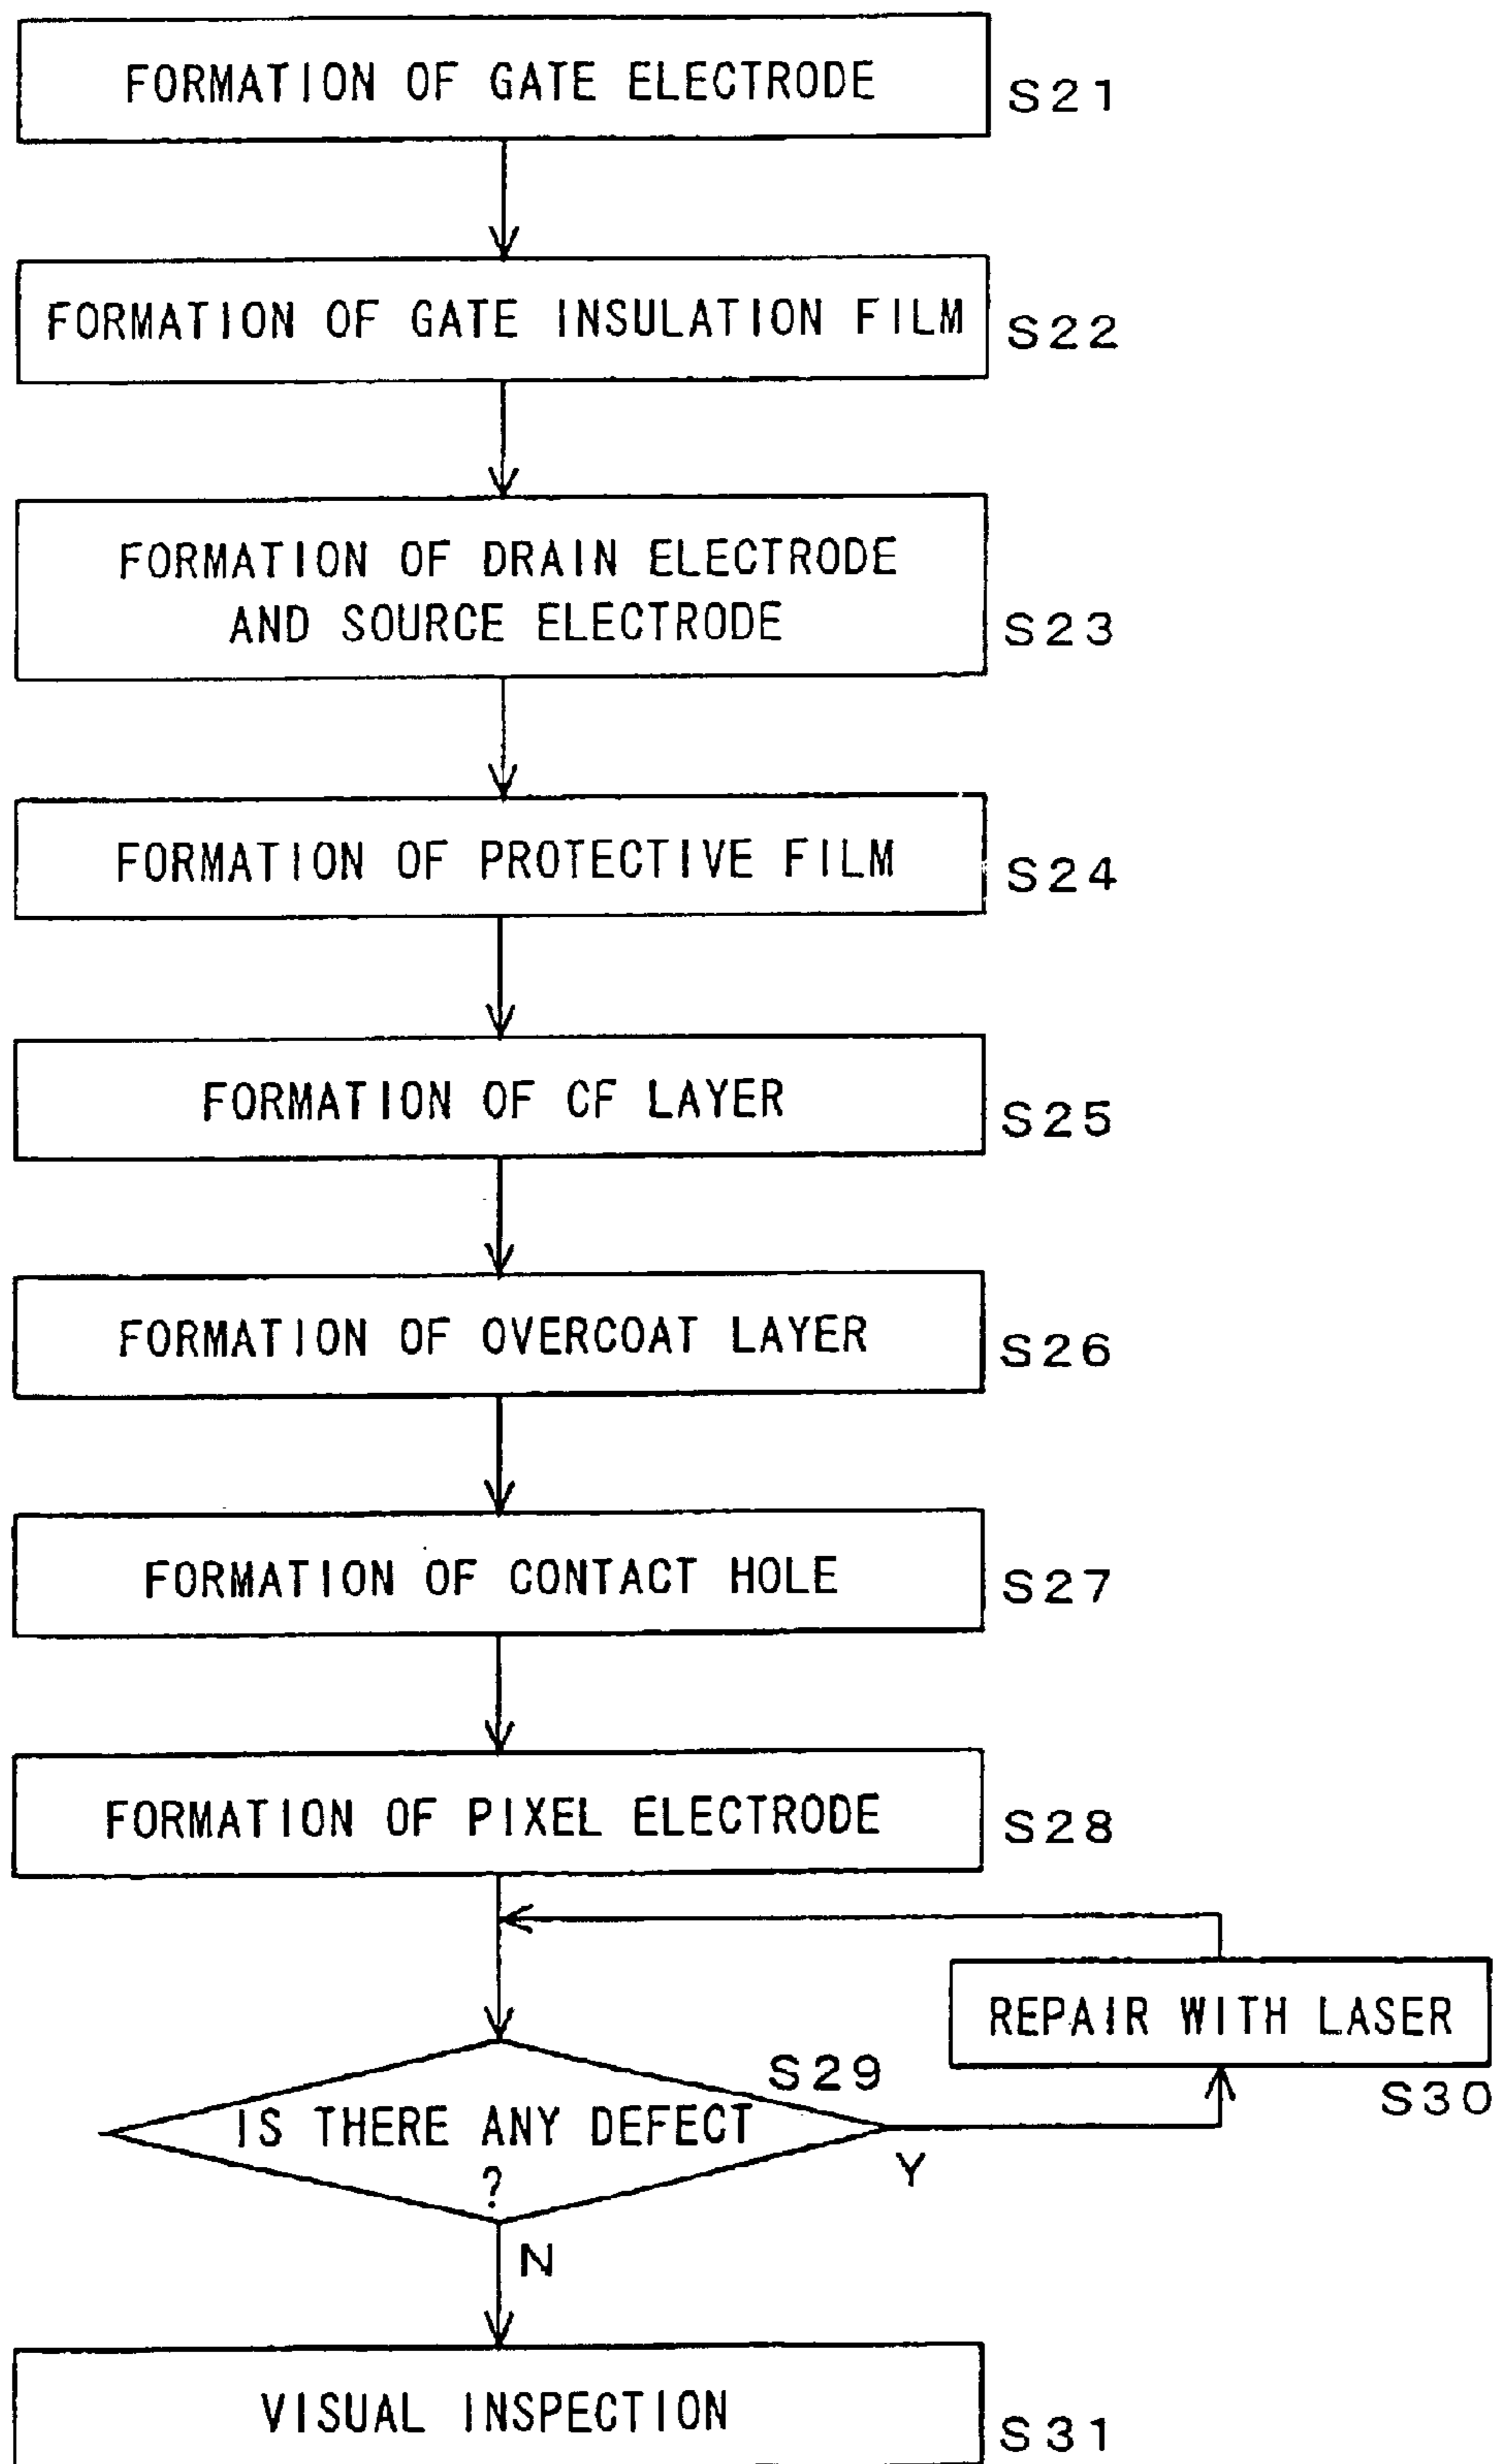 FORMATION OF GATE ELECTRODE
S21
FORMATION OF GATE INSULATION FILM
S22
FORMATION OF DRAIN ELECTRODE
AND SOURCE ELECTRODE
S23
FORMATION OF PROTECTIVE FILM
S24
FORMATION OF CF LAYER
S25
FORMATION OF OVERCOAT LAYER
S26
FORMATION OF CONTACT HOLE
S27
FORMATION OF PIXEL ELECTRODE
S28
REPAIR WITH LASER
S30
S29
IS THERE ANY DEFECT
?
Y
N
VISUAL INSPECTION
S31